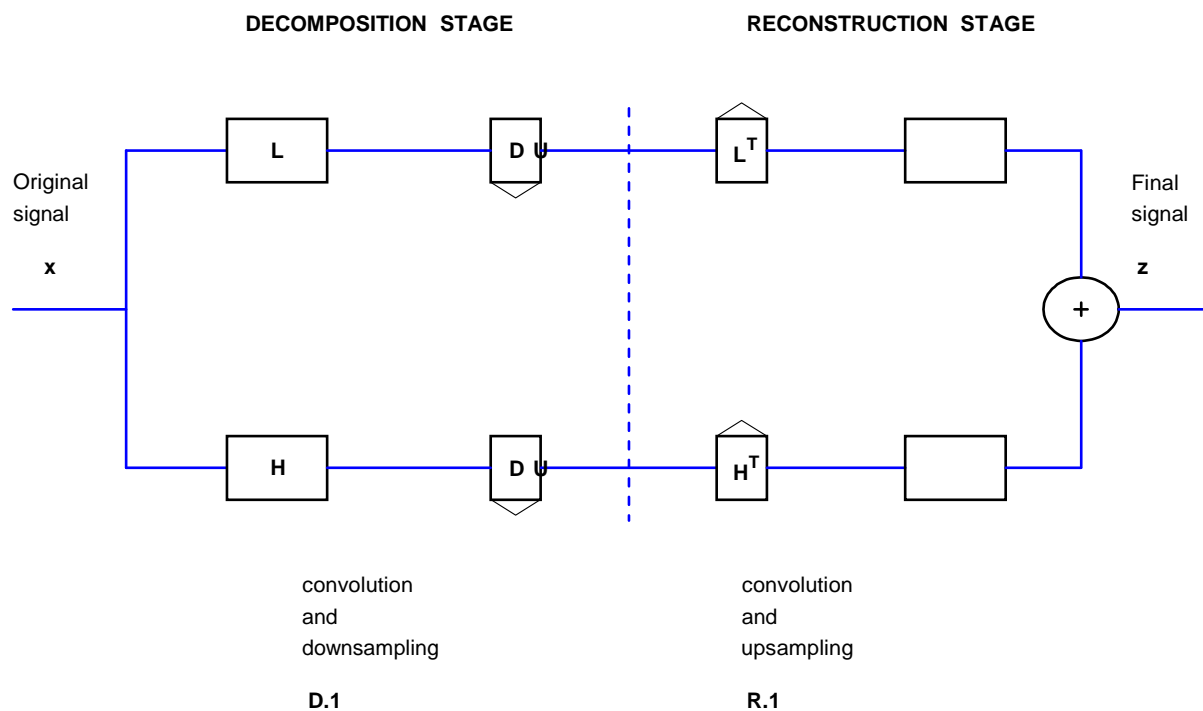 DECOMPOSITION STAGE
RECONSTRUCTION STAGE
L
D U
L^T
Original
signal
x
Final
signal
z
+
H
D U
H^T
convolution
and
downsampling
convolution
and
upsampling
D.1
R.1